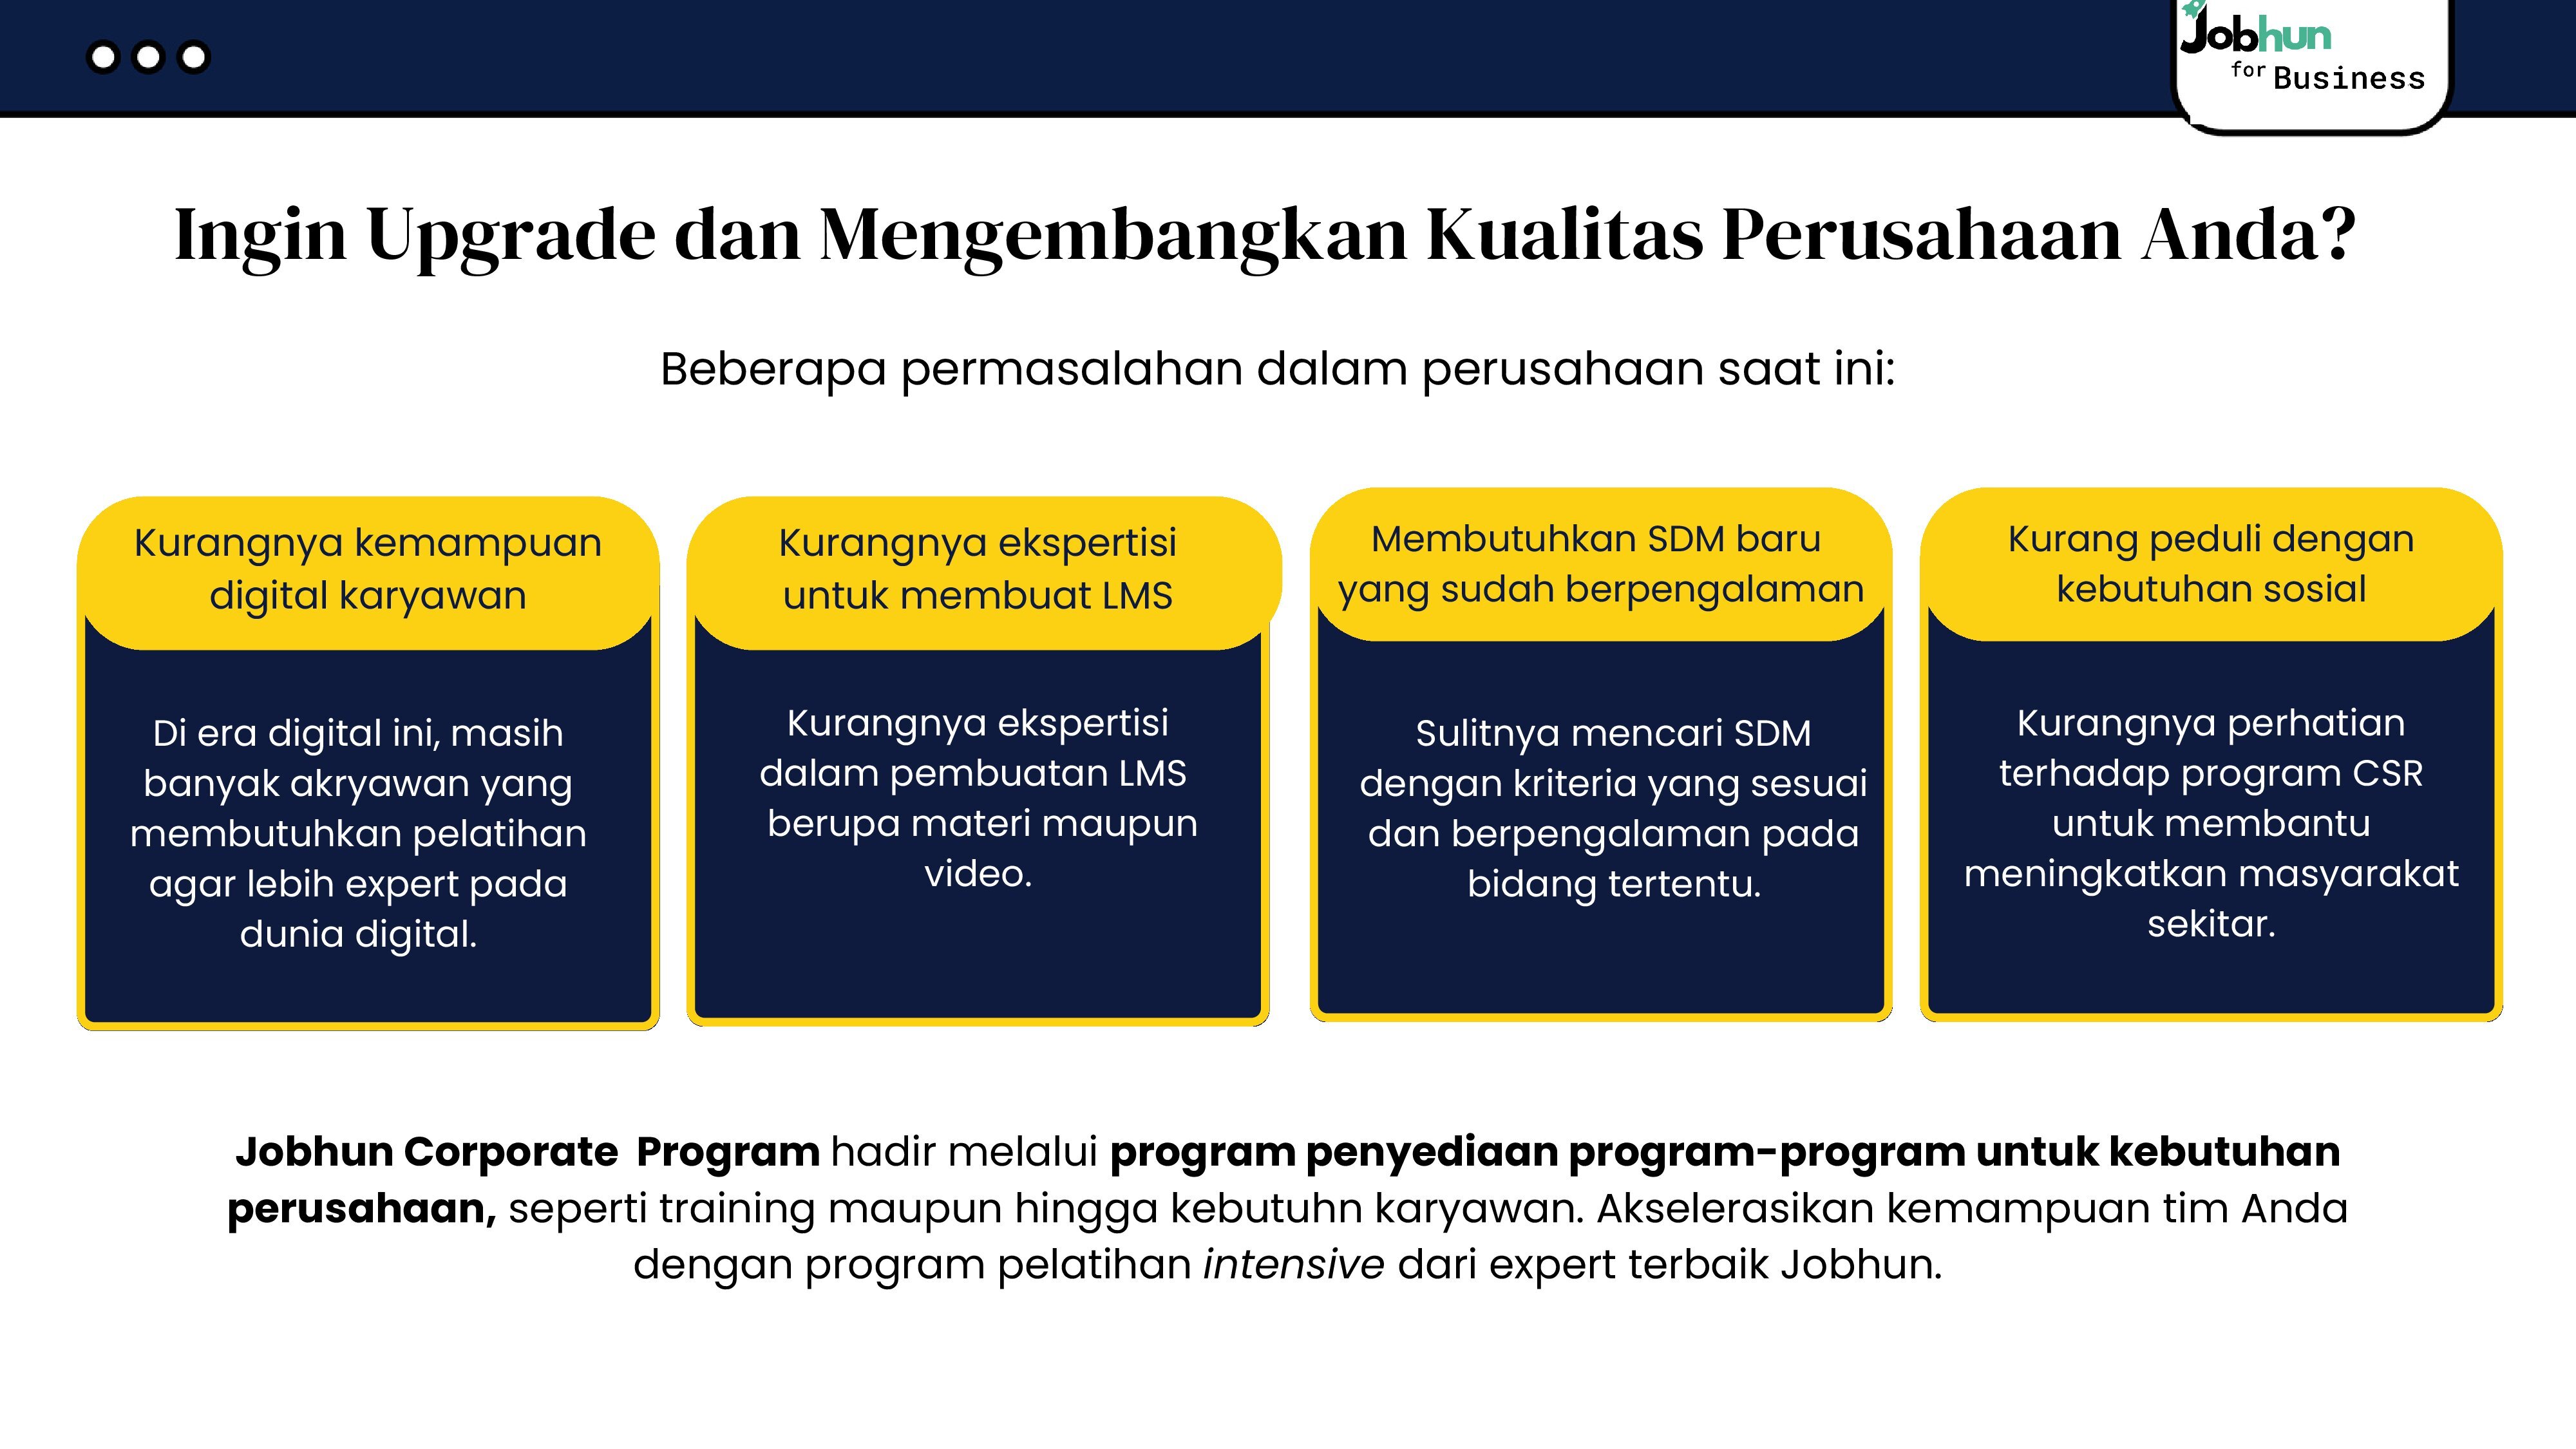 Jobhun
for Business
Ingin Upgrade dan Mengembangkan Kualitas Perusahaan Anda?
Beberapa permasalahan dalam perusahaan saat ini:
Kurangnya kemampuan
digital karyawan
Di era digital ini, masih
banyak akryawan yang
membutuhkan pelatihan
agar lebih expert pada
dunia digital.
Kurangnya ekspertisi
untuk membuat LMS
Kurangnya ekspertisi
dalam pembuatan LMS
berupa materi maupun
video.
Membutuhkan SDM baru
yang sudah berpengalaman
Sulitnya mencari SDM
dengan kriteria yang sesuai
dan berpengalaman pada
bidang tertentu.
Kurang peduli dengan
kebutuhan sosial
Kurangnya perhatian
terhadap program CSR
untuk membantu
meningkatkan masyarakat
sekitar.
Jobhun Corporate  Program hadir melalui program penyediaan program-program untuk kebutuhan
perusahaan, seperti training maupun hingga kebutuhn karyawan. Akselerasikan kemampuan tim Anda
dengan program pelatihan intensive dari expert terbaik Jobhun.